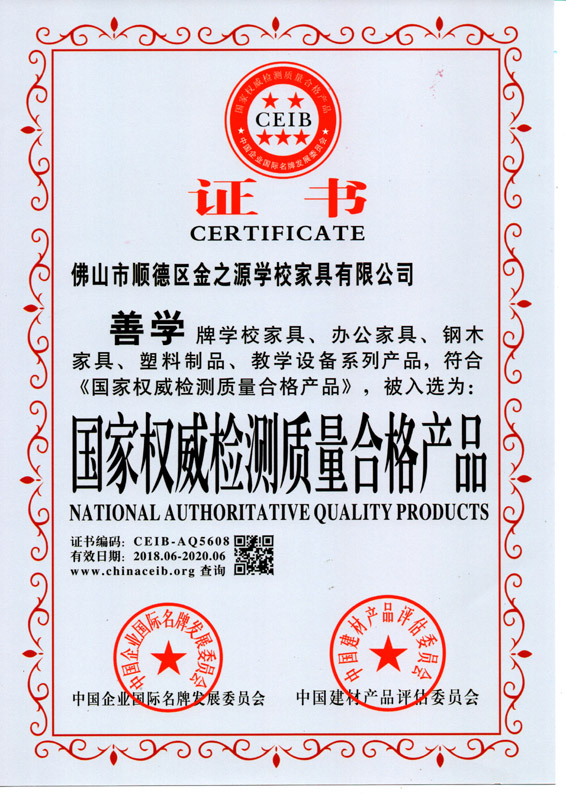 国家权威检测质量合格产品
CEIB
中国企业国际名牌发展委员会
证书
CERTIFICATE
佛山市顺德区金之源学校家具有限公司
善学 牌学校家具、办公家具、钢木
家具、塑料制品、教学设备系列产品，符合
《国家权威检测质量合格产品》，被入选为：
国家权威检测质量合格产品
NATIONAL AUTHORITATIVE QUALITY PRODUCTS
证书编码：CEIB-AQ5608
有效日期：2018.06-2020.06
www.chinaceib.org 查询
中国企业国际名牌发展委员会
中国建材产品评估委员会
中国企业国际名牌发展委员会
中国建材产品评估委员会